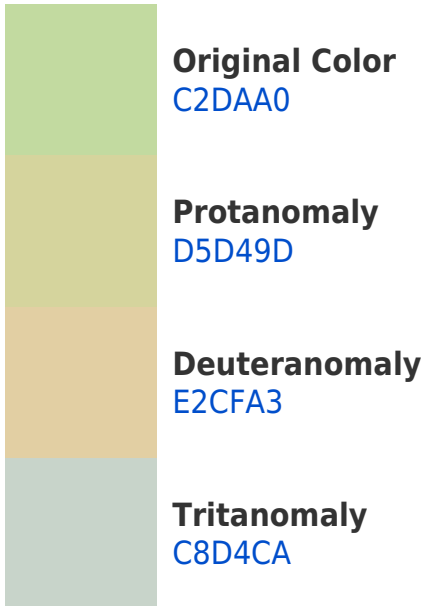 Original Color
C2DAA0
Protanomaly
D5D49D
Deuteranomaly
E2CFA3
Tritanomaly
C8D4CA